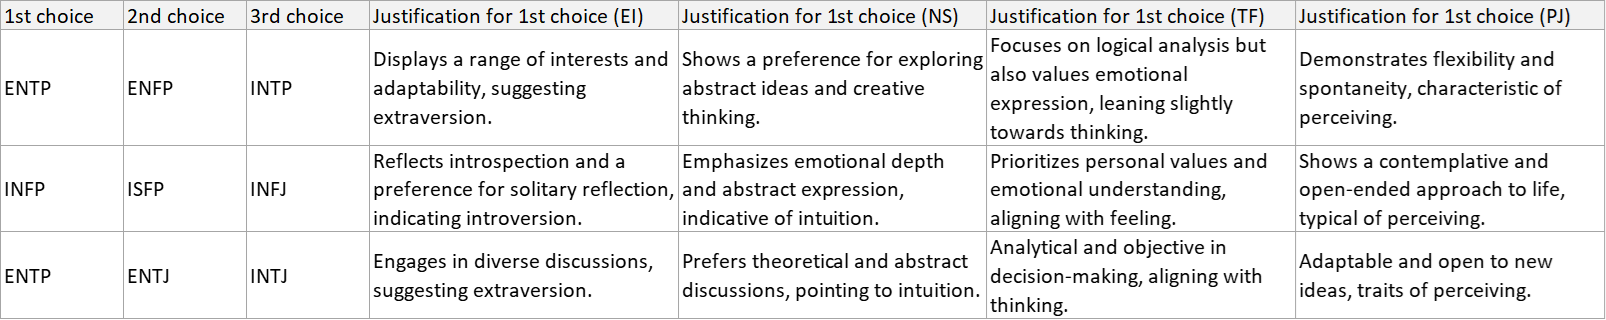 1st choice 2nd choice 3rd choice Justification for 1st choice (EI) Justification for 1st choice (NS) Justification for 1st choice (TF) Justification for 1st choice (PJ)
ENTP
ENFP
INTP
Displays a range of interests and
adaptability, suggesting
extraversion.
Shows a preference for exploring
abstract ideas and creative
thinking.
Focuses on logical analysis but
also values emotional
expression, leaning slightly
towards thinking.
Demonstrates flexibility and
spontaneity, characteristic of
perceiving.
INFP
ISFP
INFJ
Reflects introspection and a
preference for solitary reflection,
indicating introversion.
Emphasizes emotional depth
and abstract expression,
indicative of intuition.
Prioritizes personal values and
emotional understanding,
aligning with feeling.
Shows a contemplative and
open-ended approach to life,
typical of perceiving.
ENTP
ENTJ
INTJ
Engages in diverse discussions,
suggesting extraversion.
Prefers theoretical and abstract
discussions, pointing to intuition.
Analytical and objective in
decision-making, aligning with
thinking.
Adaptable and open to new
ideas, traits of perceiving.